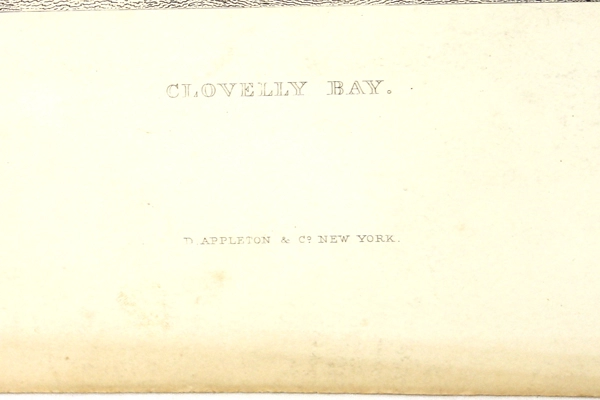 CLOVELLY BAY.
D. APPLETON & Cº NEW YORK.